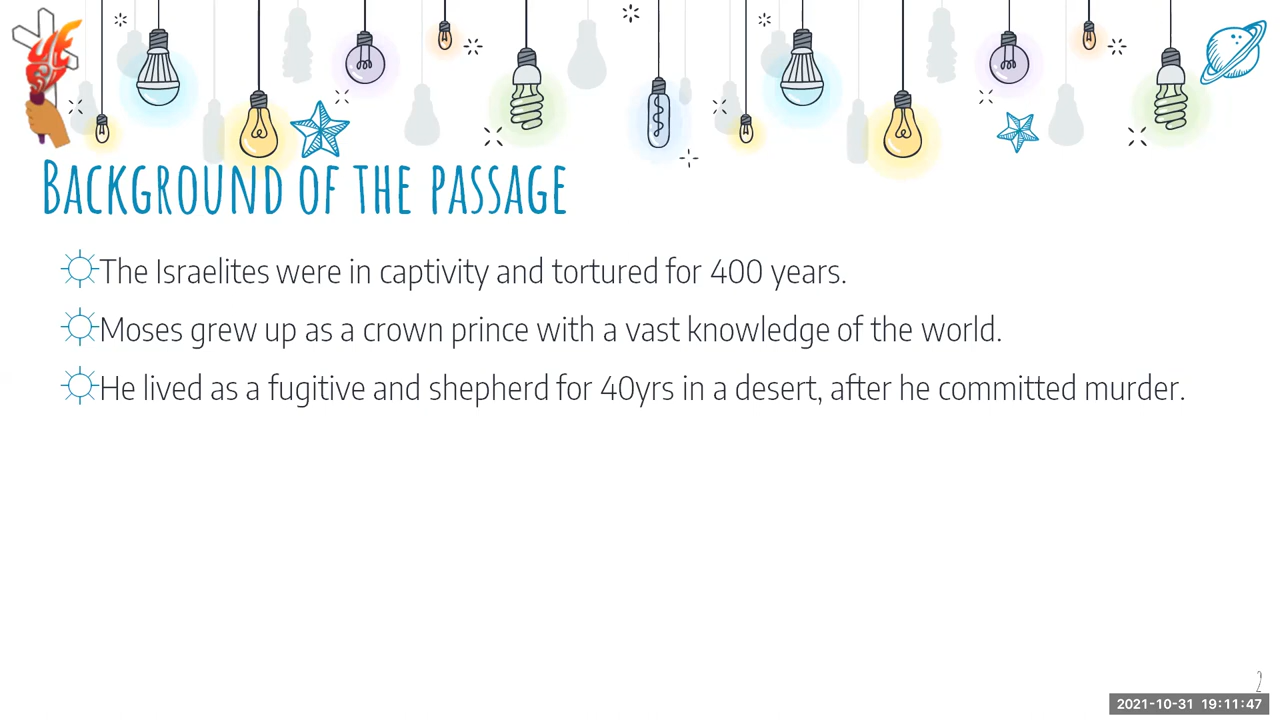 BACKGROUND OF THE PASSAGE
The Israelites were in captivity and tortured for 400 years.
Moses grew up as a crown prince with a vast knowledge of the world.
He lived as a fugitive and shepherd for 40yrs in a desert, after he committed murder.
2
2021-10-31 19:11:47